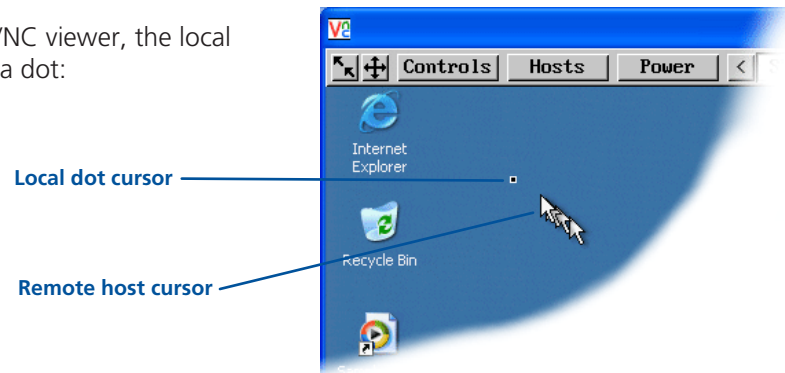 VNC viewer, the local
a dot:
Local dot cursor
Remote host cursor
Controls Hosts Power <
Internet
Explorer
Recycle Bin